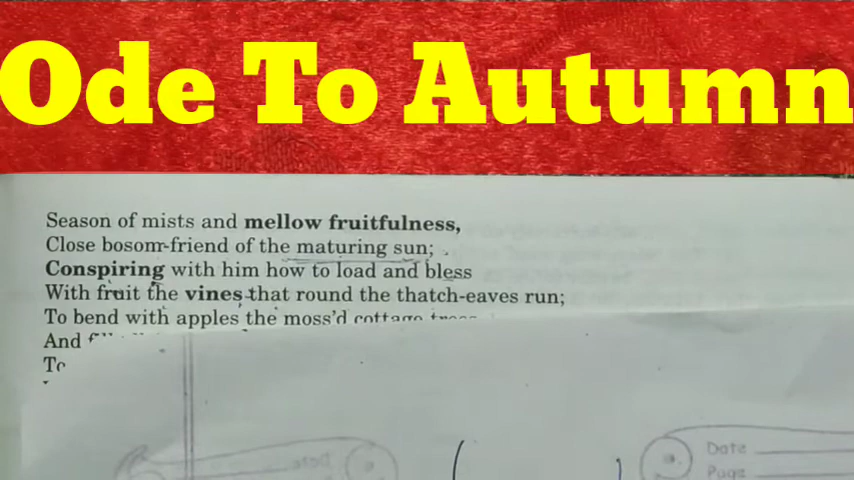 Ode To Autumn
Season of mists and mellow fruitfulness,
Close bosom-friend of the maturing sun;
Conspiring with him how to load and bless
With fruit the vines that round the thatch-eaves run;
To bend with apples the moss'd cottage trees
And
To
Date
Page